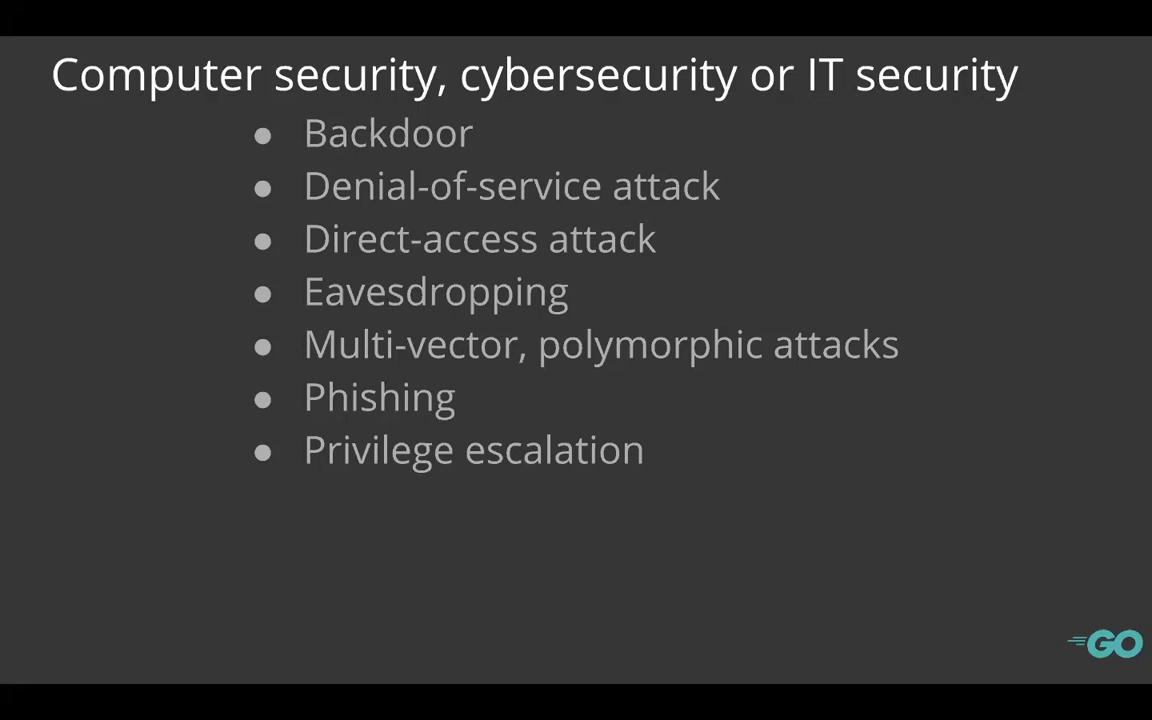 Computer security, cybersecurity or IT security
● Backdoor
● Denial-of-service attack
● Direct-access attack
● Eavesdropping
● Multi-vector, polymorphic attacks
● Phishing
● Privilege escalation
GO